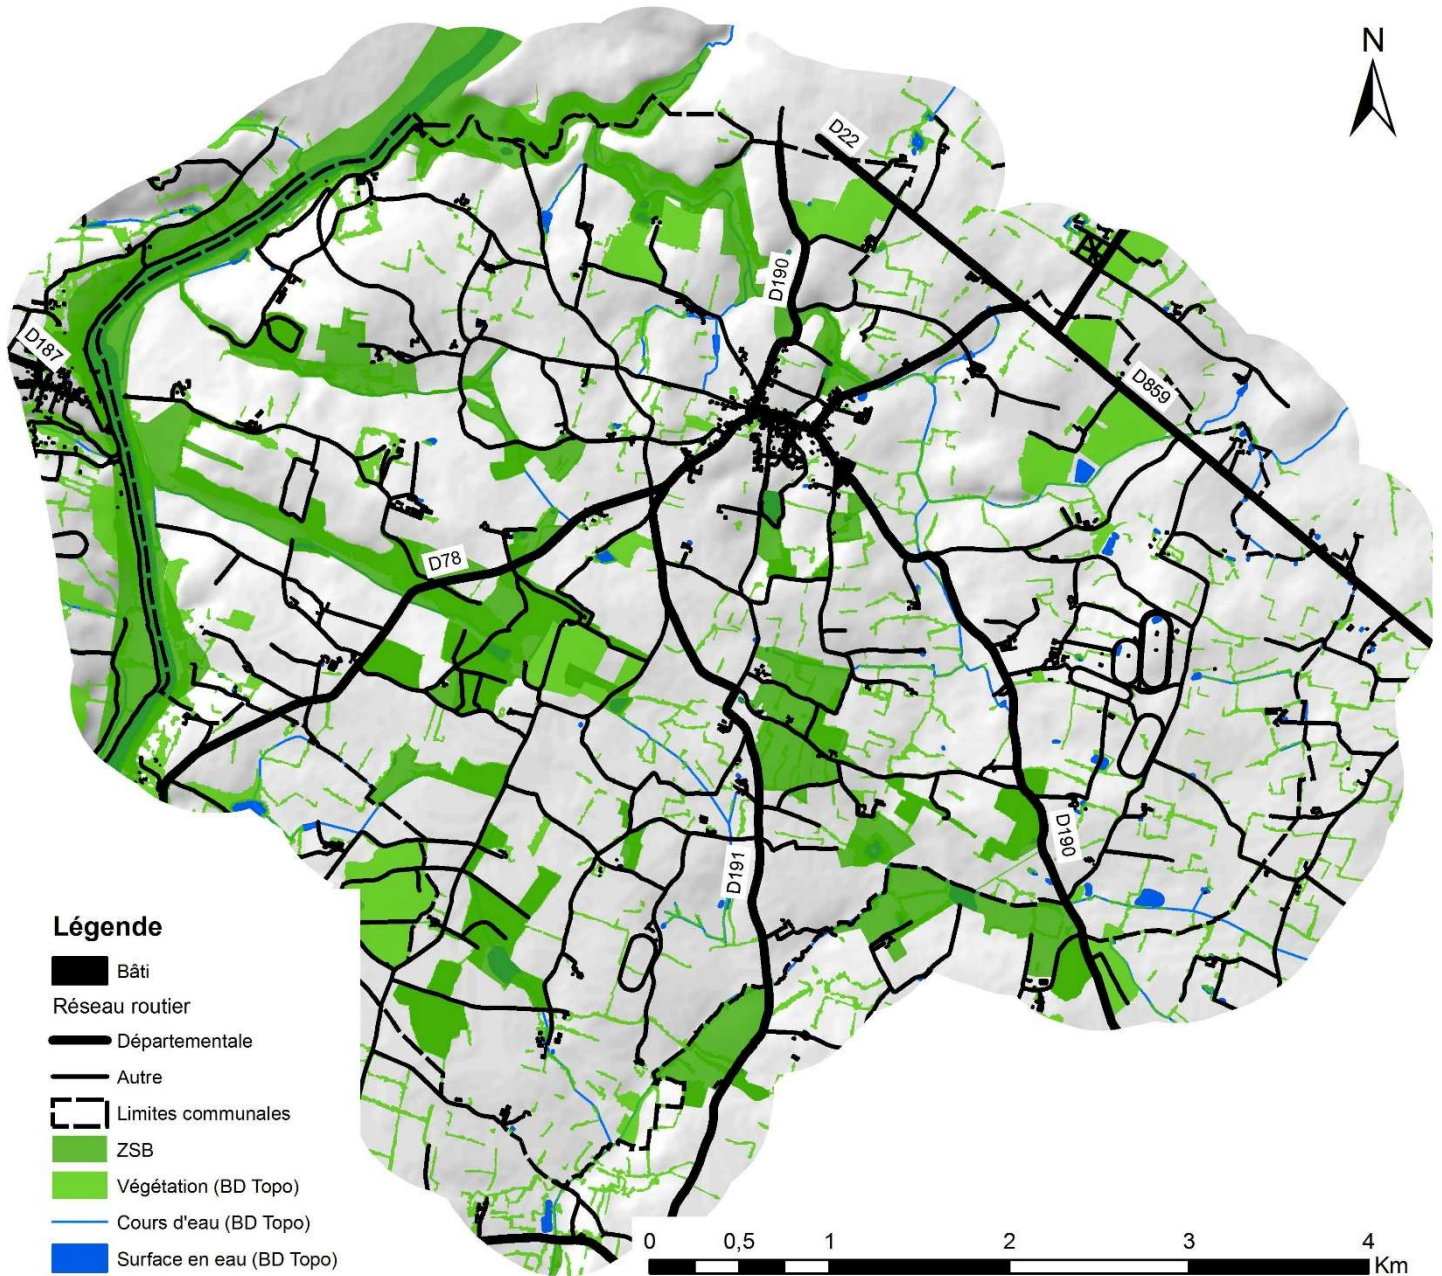 N
D22
D190
D187
D859
D78
D190
D191
Légende
Bâti
Réseau routier
Départementale
Autre
Limites communales
ZSB
Végétation (BD Topo)
Cours d'eau (BD Topo)
Surface en eau (BD Topo)
0 0,5 1 2 3 4
Km